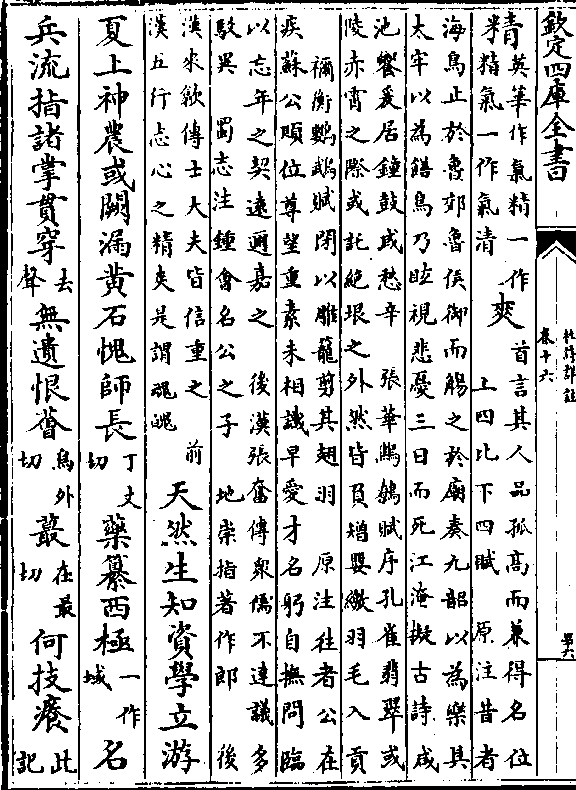 欽定四庫全書
杜詩詳註
卷十六
精英華作氣精一作
精氣一作氣清
爽首言其人品孤高而兼得名位
上四比下四賦 原注昔者
海鳥止於魯郊魯侯御而觴之於廟奏九韶以為樂具
太牢以為饍鳥乃眩視悲憂三日而死江淹擬古詩咸
池饗爰居鐘鼓或愁辛 張華鷦鷯賦序孔雀翡翠或
陵赤霄之際或託絶垠之外然皆負矰嬰繳羽毛入貢
禰衡鸚鵡賦閉以雕籠剪其翅羽 原注往者公在
疾蘇公頲位尊望重素未相識早愛才名躬自撫問臨
以忘年之契遠邇嘉之 後漢張奮傳衆儒不達議多
駮異 蜀志注鍾會名公之子 地崇指著作郎 後
漢來歙傳士大夫皆信重之 前
漢五行志心之精爽是謂魂魄
天然生知資學立游
夏上神農或闕漏黄石愧師長丁丈切藥纂西極一作域名
兵流指諸掌貫穿去聲無遺恨薈烏外切蕞在最切何技癢此記